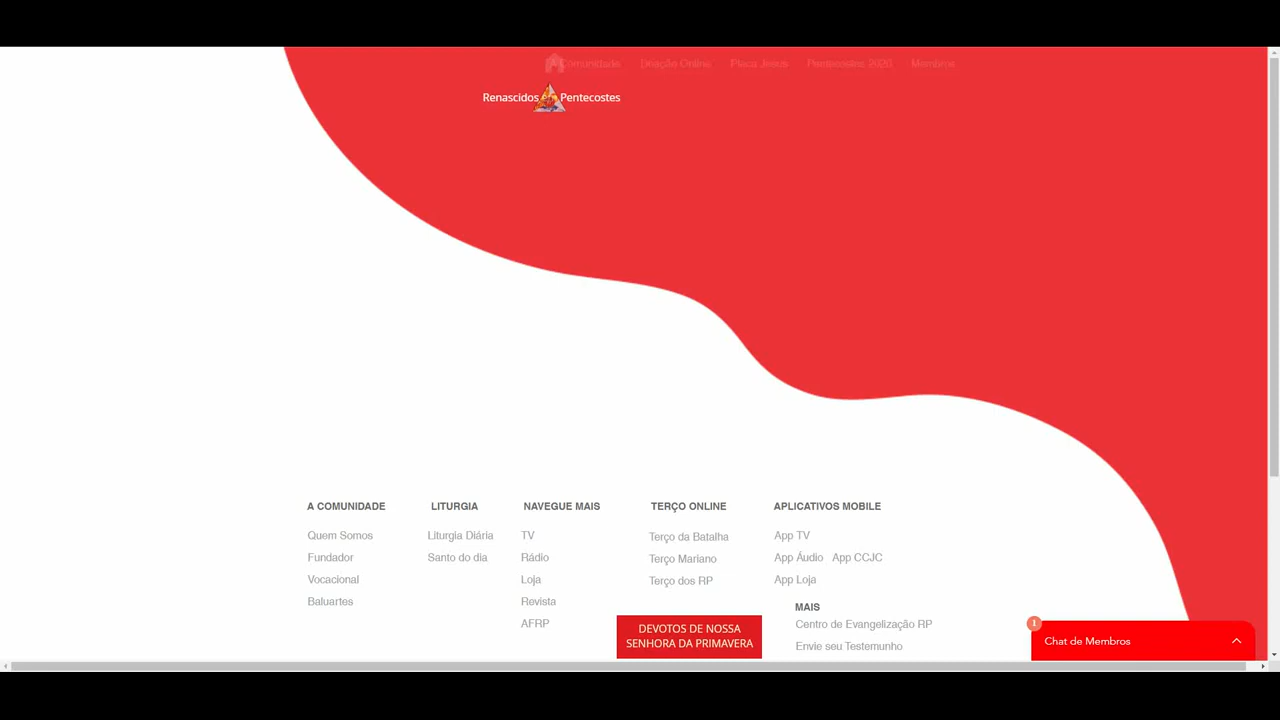 A Comunidade Doação Online Placa Jesus Pentecostes 2020 Membros
Renascidos Pentecostes
A COMUNIDADE LITURGIA NAVEGUE MAIS TERÇO ONLINE APLICATIVOS MOBILE
Quem Somos Liturgia Diária TV Terço da Batalha App TV
Fundador Santo do dia Rádio Terço Mariano App Áudio App CCJC
Vocacional Loja Terço dos RP App Loja
Baluartes Revista MAIS
AFRP Centro de Evangelização RP
DEVOTOS DE NOSSA
SENHORA DA PRIMAVERA
Envie seu Testemunho
1
Chat de Membros